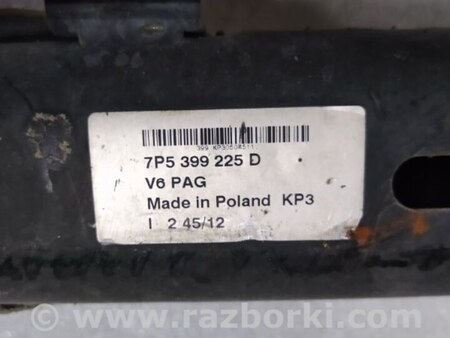 7P5 399 225 D
V6 PAG
Made in Poland KP3
I 2 45/12
© www.razborki.com